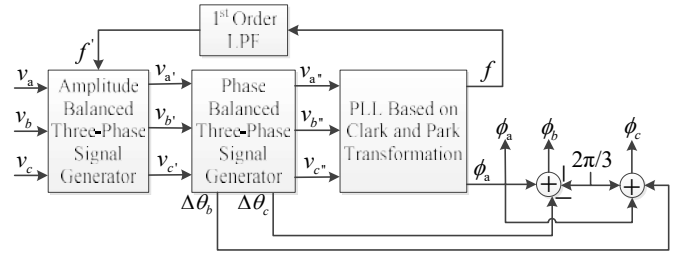 1st Order
LPF
f'
f
va
vb
vc
Amplitude
Balanced
Three-Phase
Signal
Generator
va'
vb'
vc'
Phase
Balanced
Three-Phase
Signal
Generator
va"
vb"
vc"
PLL Based on
Clark and Park
Transformation
ϕa
ϕa
ϕb
ϕc
2π/3
+
+
−
−
Δθb
Δθc